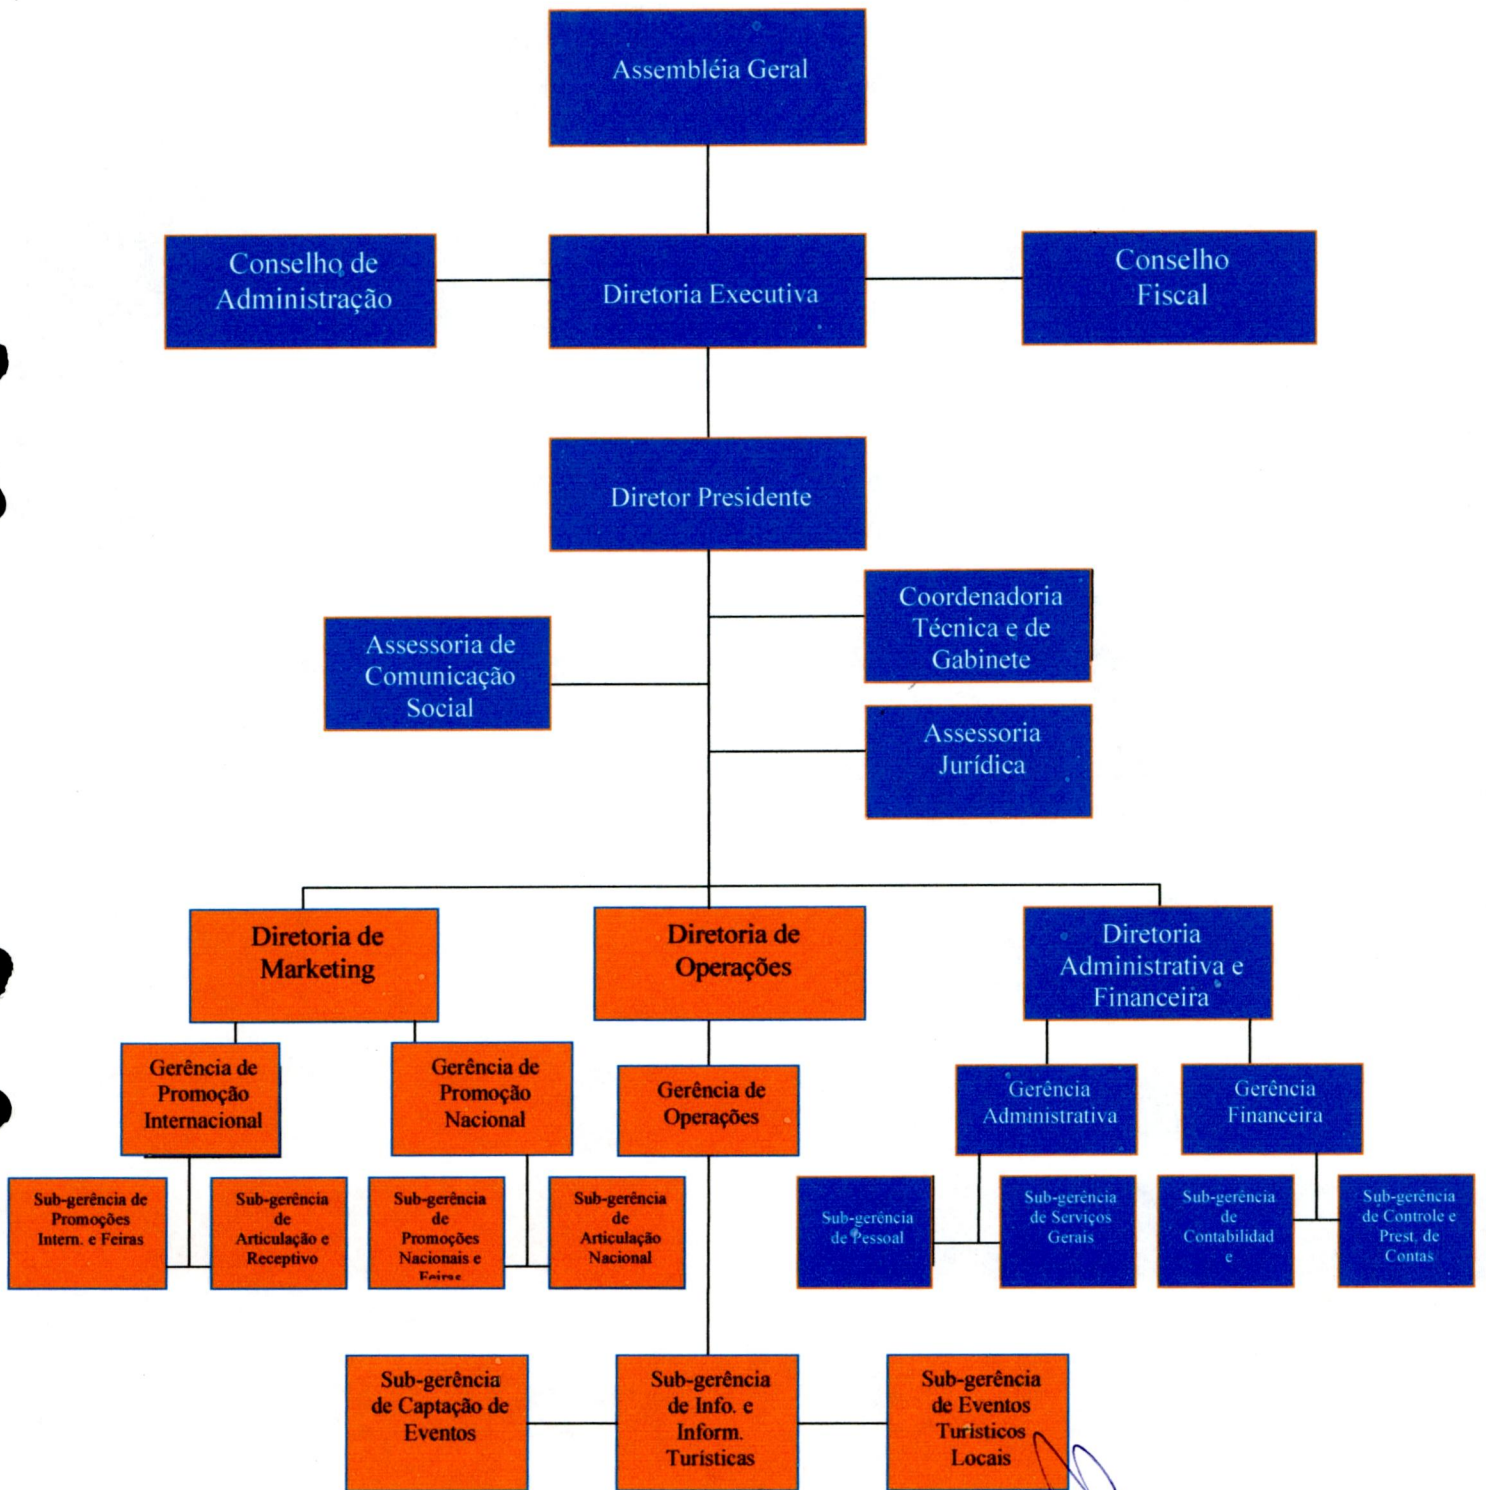 Assembléia Geral
Conselho de
Administração
Diretoria Executiva
Conselho
Fiscal
Diretor Presidente
Coordenadoria
Técnica e de
Gabinete
Assessoria de
Comunicação
Social
Assessoria
Jurídica
Diretoria de
Marketing
Diretoria de
Operações
Diretoria
Administrativa e
Financeira
Gerência de
Promoção
Internacional
Gerência de
Promoção
Nacional
Gerência de
Operações
Gerência
Administrativa
Gerência
Financeira
Sub-gerência de
Promoções
Intern. e Feiras
Sub-gerência
de
Articulação e
Receptivo
Sub-gerência
de
Promoções
Nacionais e
Feiras
Sub-gerência
de
Articulação
Nacional
Sub-gerência
de Pessoal
Sub-gerência
de Serviços
Gerais
Sub-gerência
de
Contabilidad
e
Sub-gerência
de Controle e
Prest. de
Contas
Sub-gerência
de Captação de
Eventos
Sub-gerência
de Info. e
Inform.
Turísticas
Sub-gerência
de Eventos
Turisticos
Locais